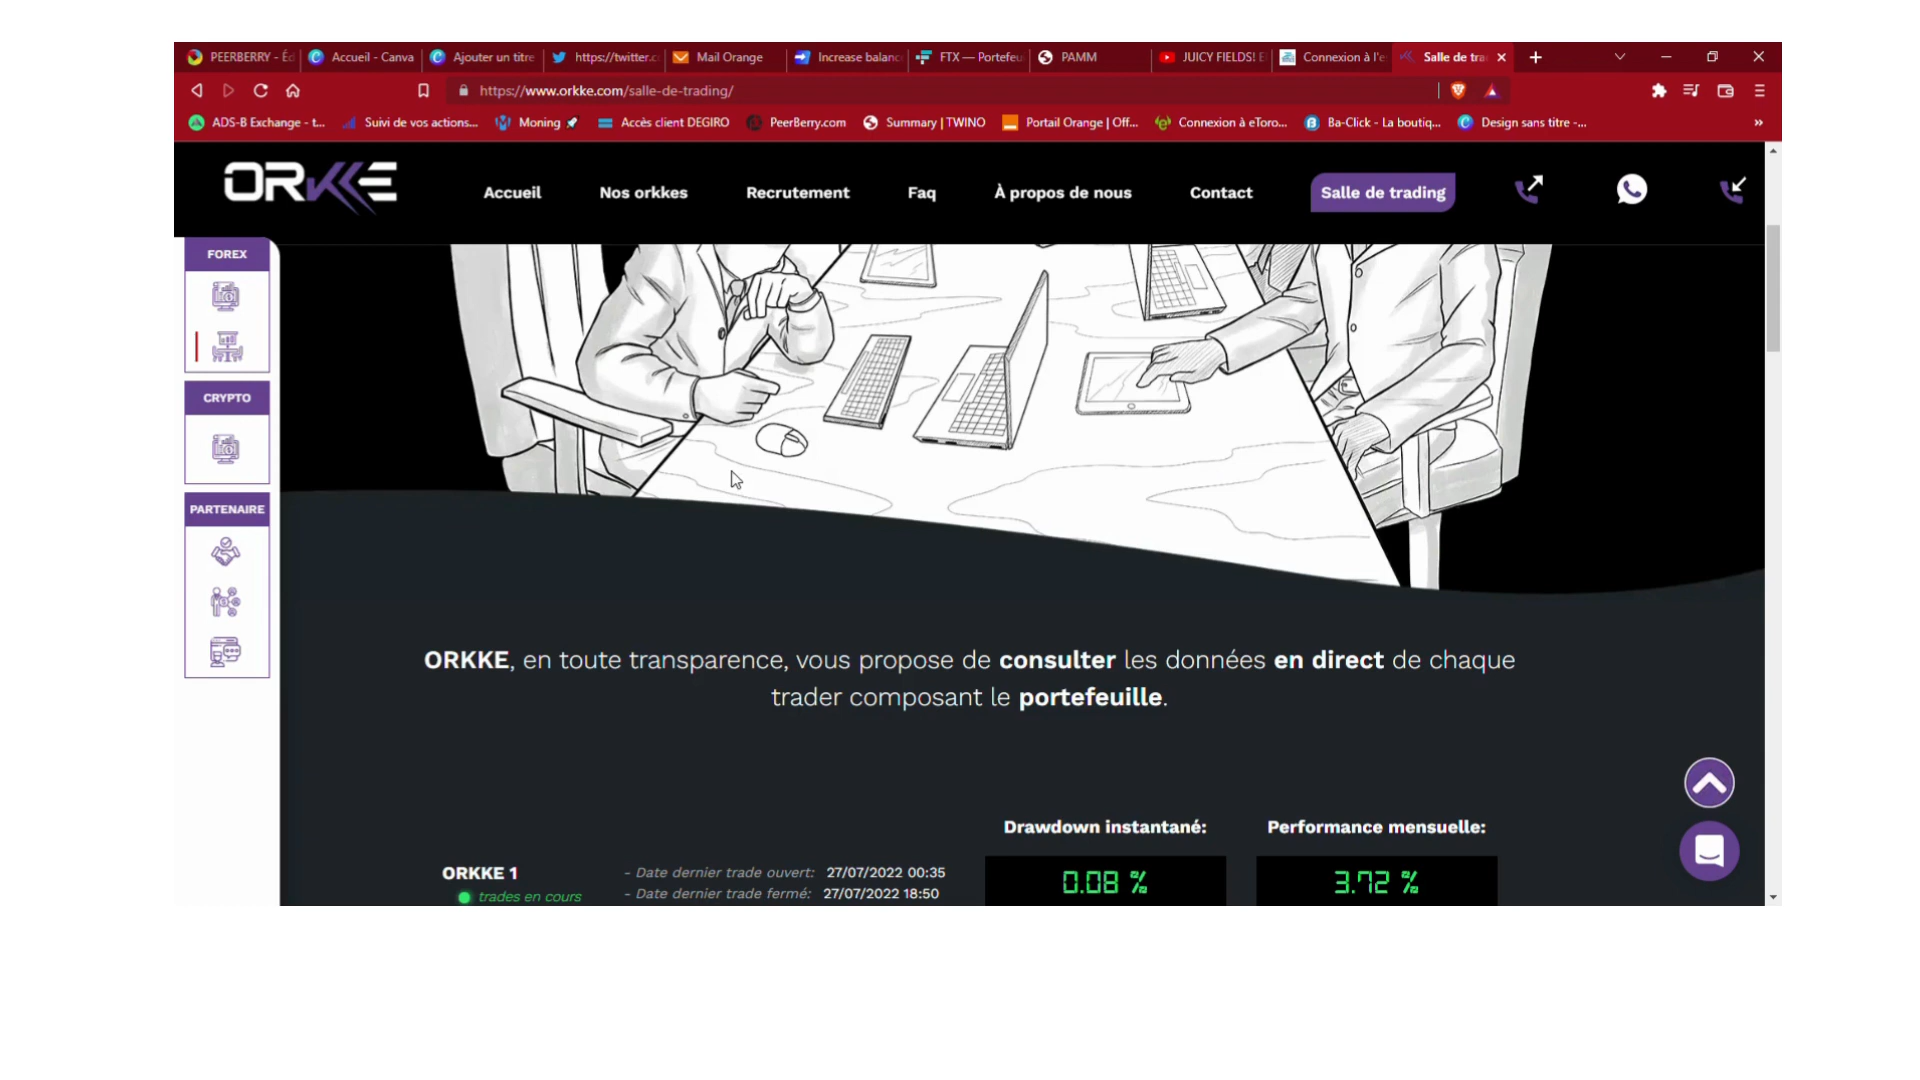 PEERBERRY - Éd
Accueil - Canva
Ajouter un titre
https://twitter.c
Mail Orange
Increase balanc
FTX — Portefeu
PAMM
JUICY FIELDS! E
Connexion à l'e
Salle de tra
https://www.orkke.com/salle-de-trading/
ADS-B Exchange - t...
Suivi de vos actions...
Moning
Accès client DEGIRO
PeerBerry.com
Summary | TWINO
Portail Orange | Off...
Connexion à eToro...
Ba-Click - La boutiq...
Design sans titre -...
ORKKE
Accueil
Nos orkkes
Recrutement
Faq
À propos de nous
Contact
Salle de trading
FOREX
CRYPTO
PARTENAIRE
ORKKE, en toute transparence, vous propose de consulter les données en direct de chaque
trader composant le portefeuille.
Drawdown instantané:
Performance mensuelle:
ORKKE 1
- Date dernier trade ouvert: 27/07/2022 00:35
0.08 %
3.72 %
trades en cours
- Date dernier trade fermé: 27/07/2022 18:50